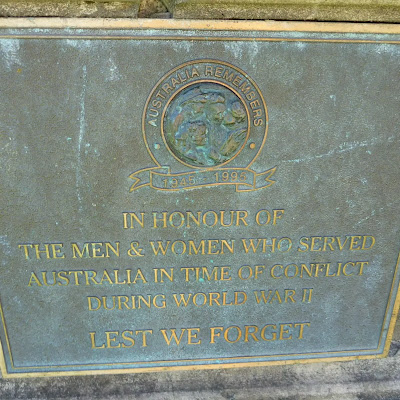 AUSTRALIA REMEMBERS
1945 - 1995
IN HONOUR OF
THE MEN & WOMEN WHO SERVED
AUSTRALIA IN TIME OF CONFLICT
DURING WORLD WAR II
LEST WE FORGET